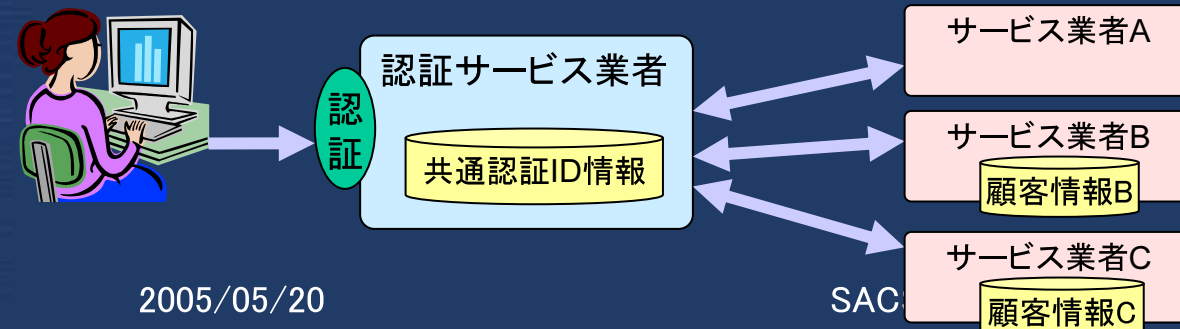 認証
認証サービス業者
共通認証ID情報
サービス業者A
サービス業者B
顧客情報B
サービス業者C
顧客情報C
2005/05/20